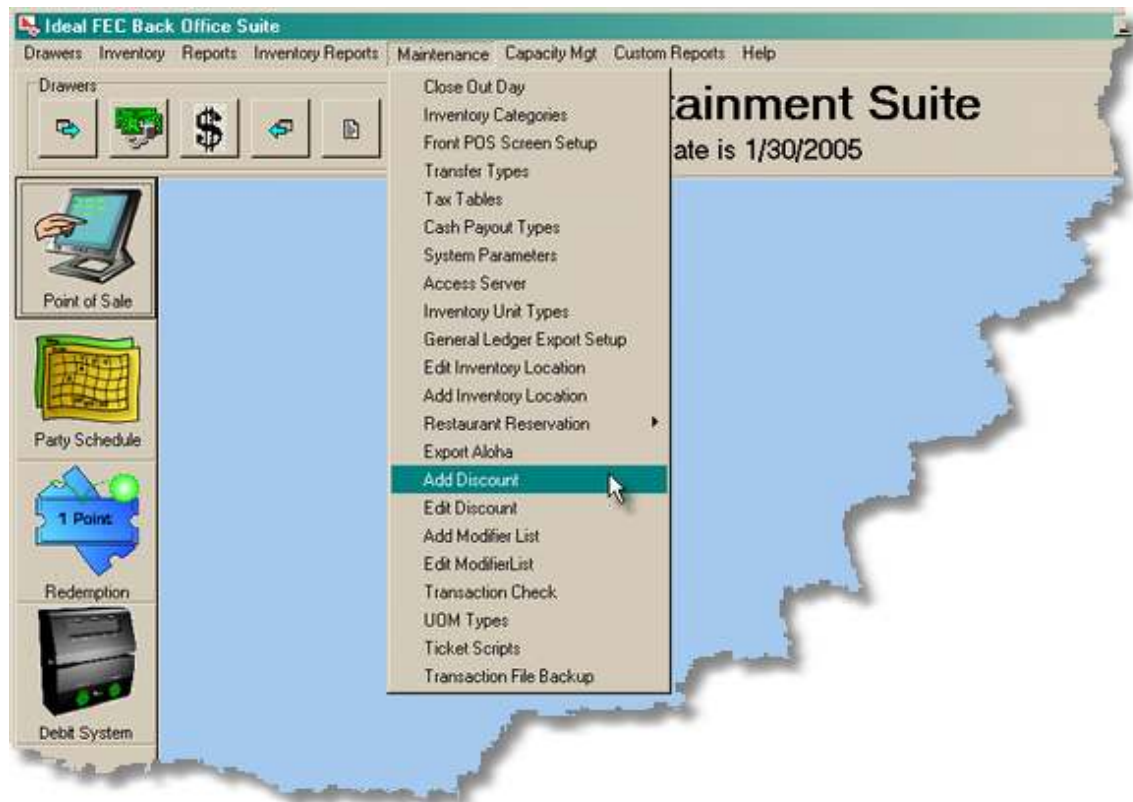 Ideal FEC Back Office Suite
Drawers Inventory Reports Inventory Reports Maintenance Capacity Mgt Custom Reports Help
Drawers
tainment Suite
ate is 1/30/2005
Close Out Day
Inventory Categories
Front POS Screen Setup
Transfer Types
Tax Tables
Cash Payout Types
System Parameters
Access Server
Inventory Unit Types
General Ledger Export Setup
Edit Inventory Location
Add Inventory Location
Restaurant Reservation
Export Aloha
Add Discount
Edit Discount
Add Modifier List
Edit ModifierList
Transaction Check
UOM Types
Ticket Scripts
Transaction File Backup
Point of Sale
Party Schedule
1 Point
Redemption
Debit System